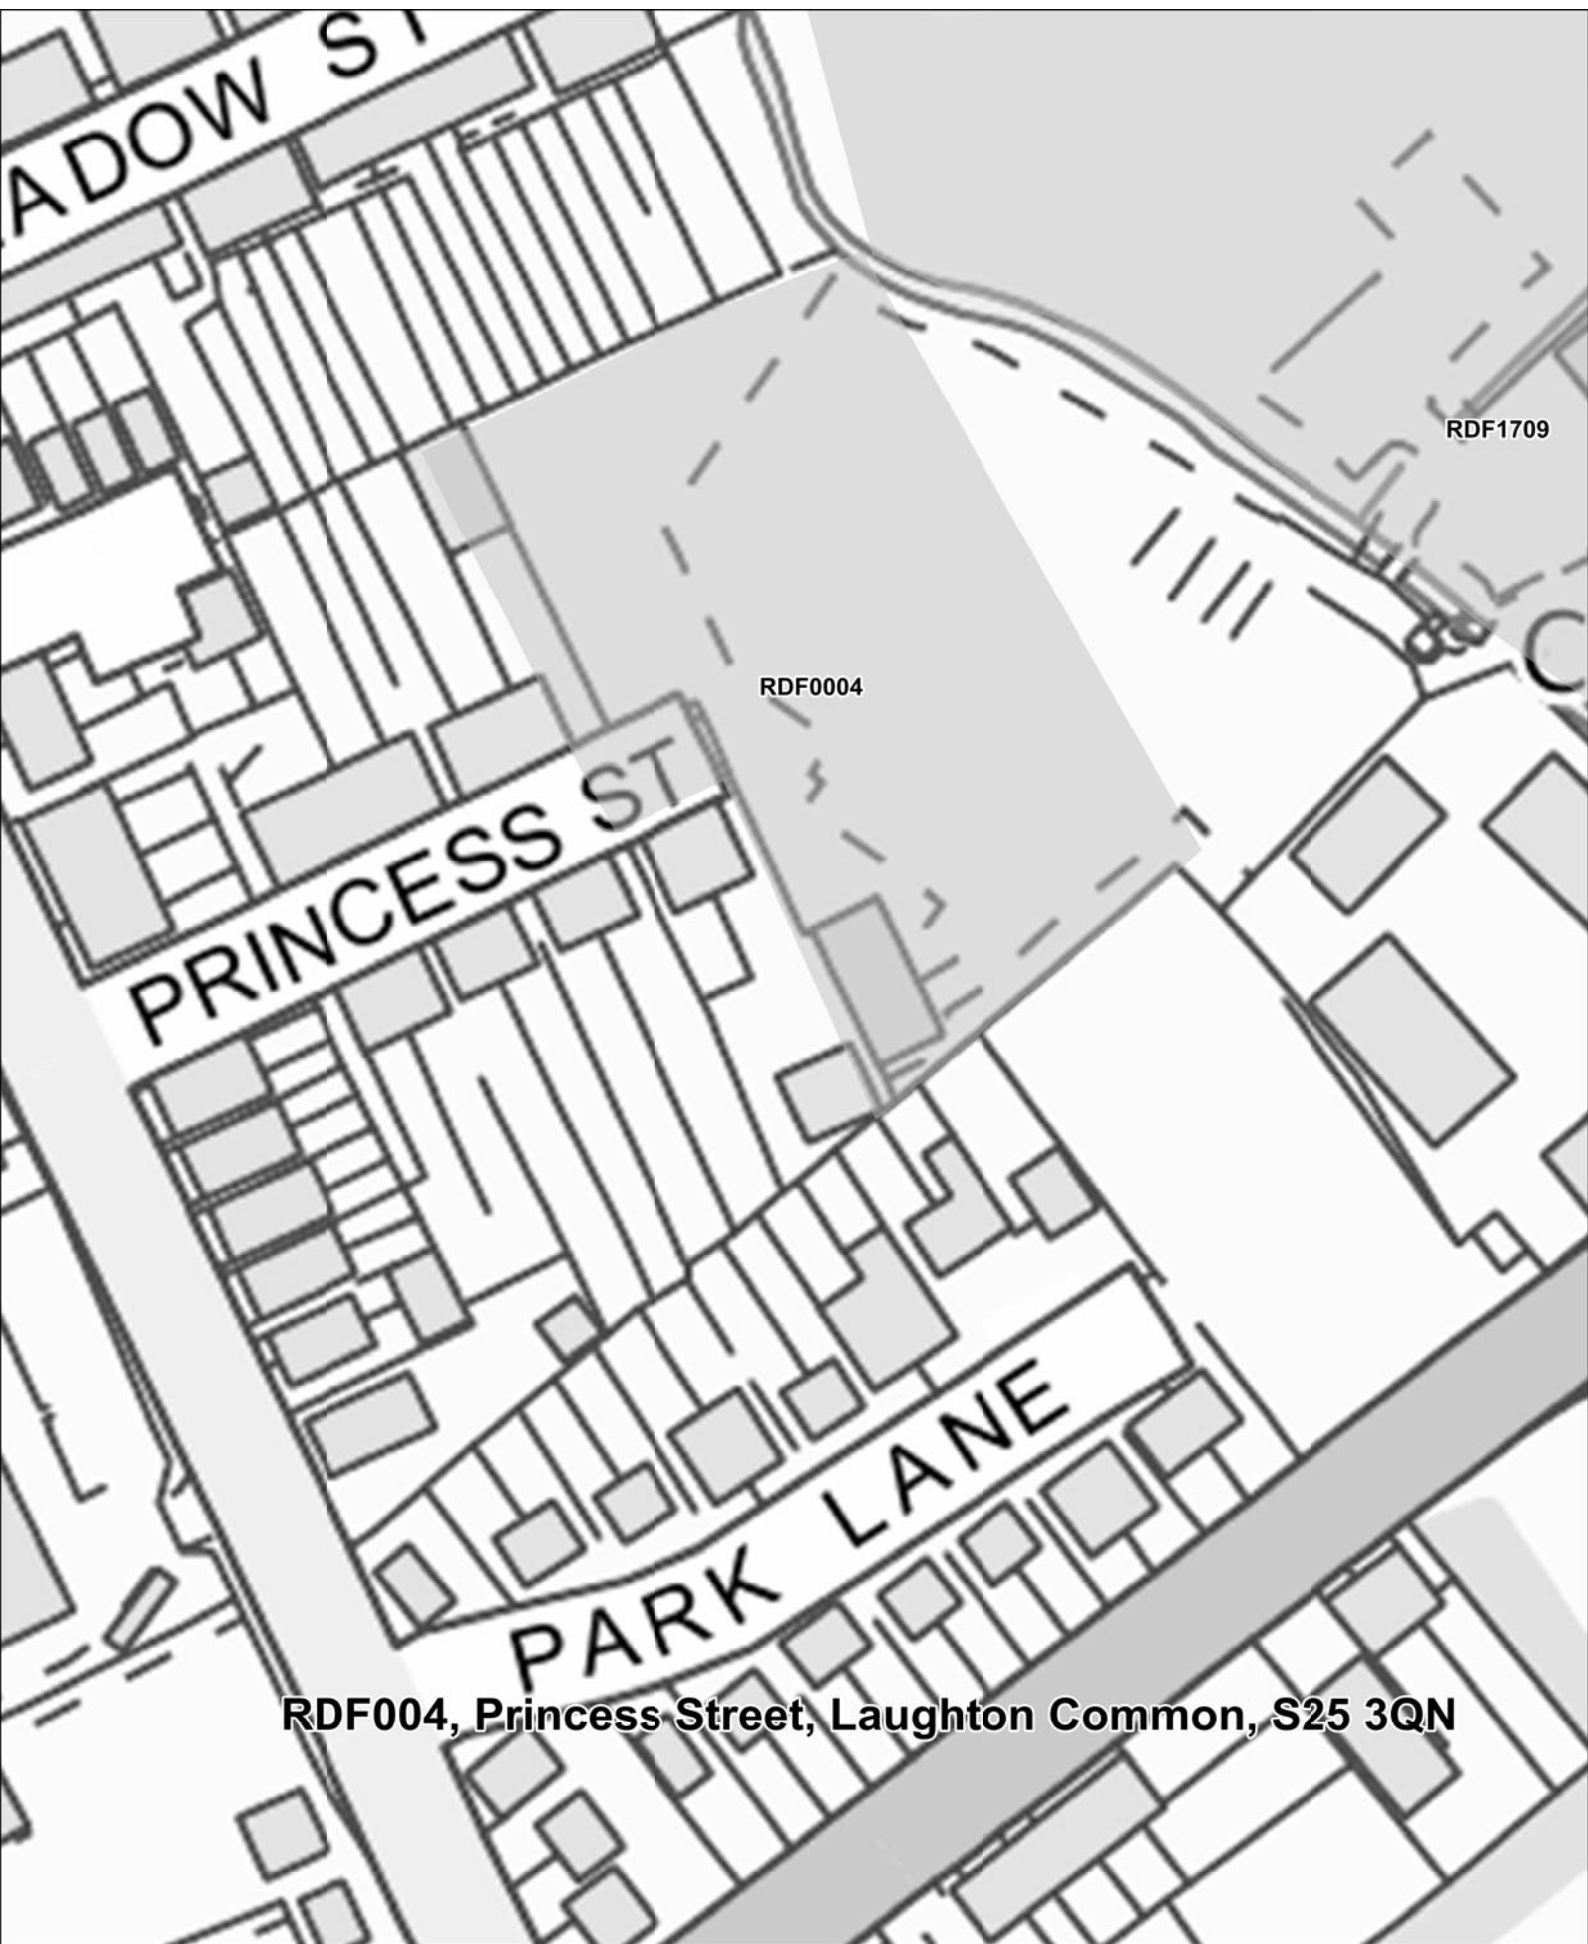 ADOW ST
RDF1709
RDF0004
PRINCESS ST
PARK LANE
RDF004, Princess Street, Laughton Common, S25 3QN
C